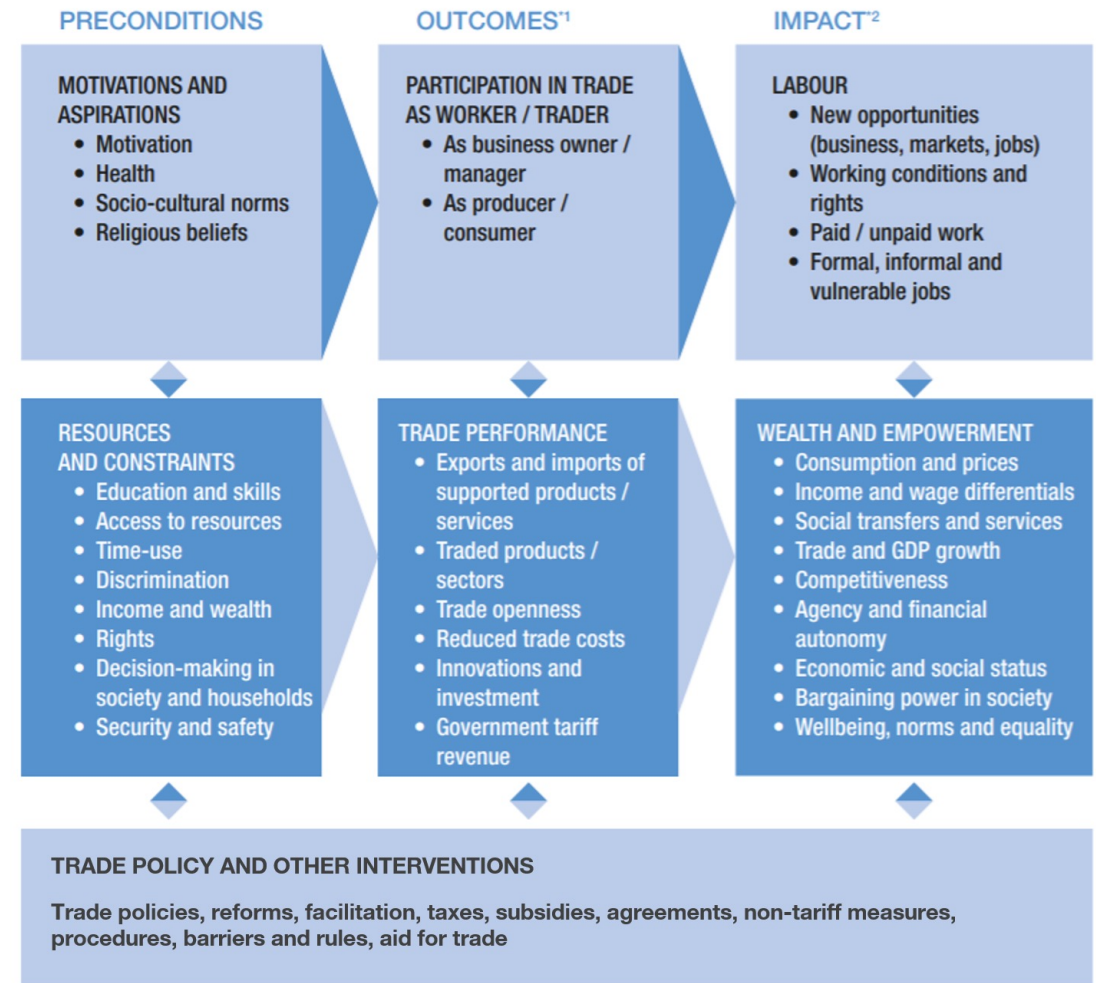 PRECONDITIONS
OUTCOMES*1
IMPACT*2
MOTIVATIONS AND
ASPIRATIONS
• Motivation
• Health
• Socio-cultural norms
• Religious beliefs
PARTICIPATION IN TRADE
AS WORKER / TRADER
• As business owner /
manager
• As producer /
consumer
LABOUR
• New opportunities
(business, markets, jobs)
• Working conditions and
rights
• Paid / unpaid work
• Formal, informal and
vulnerable jobs
RESOURCES
AND CONSTRAINTS
• Education and skills
• Access to resources
• Time-use
• Discrimination
• Income and wealth
• Rights
• Decision-making in
society and households
• Security and safety
TRADE PERFORMANCE
• Exports and imports of
supported products /
services
• Traded products /
sectors
• Trade openness
• Reduced trade costs
• Innovations and
investment
• Government tariff
revenue
WEALTH AND EMPOWERMENT
• Consumption and prices
• Income and wage differentials
• Social transfers and services
• Trade and GDP growth
• Competitiveness
• Agency and financial
autonomy
• Economic and social status
• Bargaining power in society
• Wellbeing, norms and equality
TRADE POLICY AND OTHER INTERVENTIONS
Trade policies, reforms, facilitation, taxes, subsidies, agreements, non-tariff measures,
procedures, barriers and rules, aid for trade